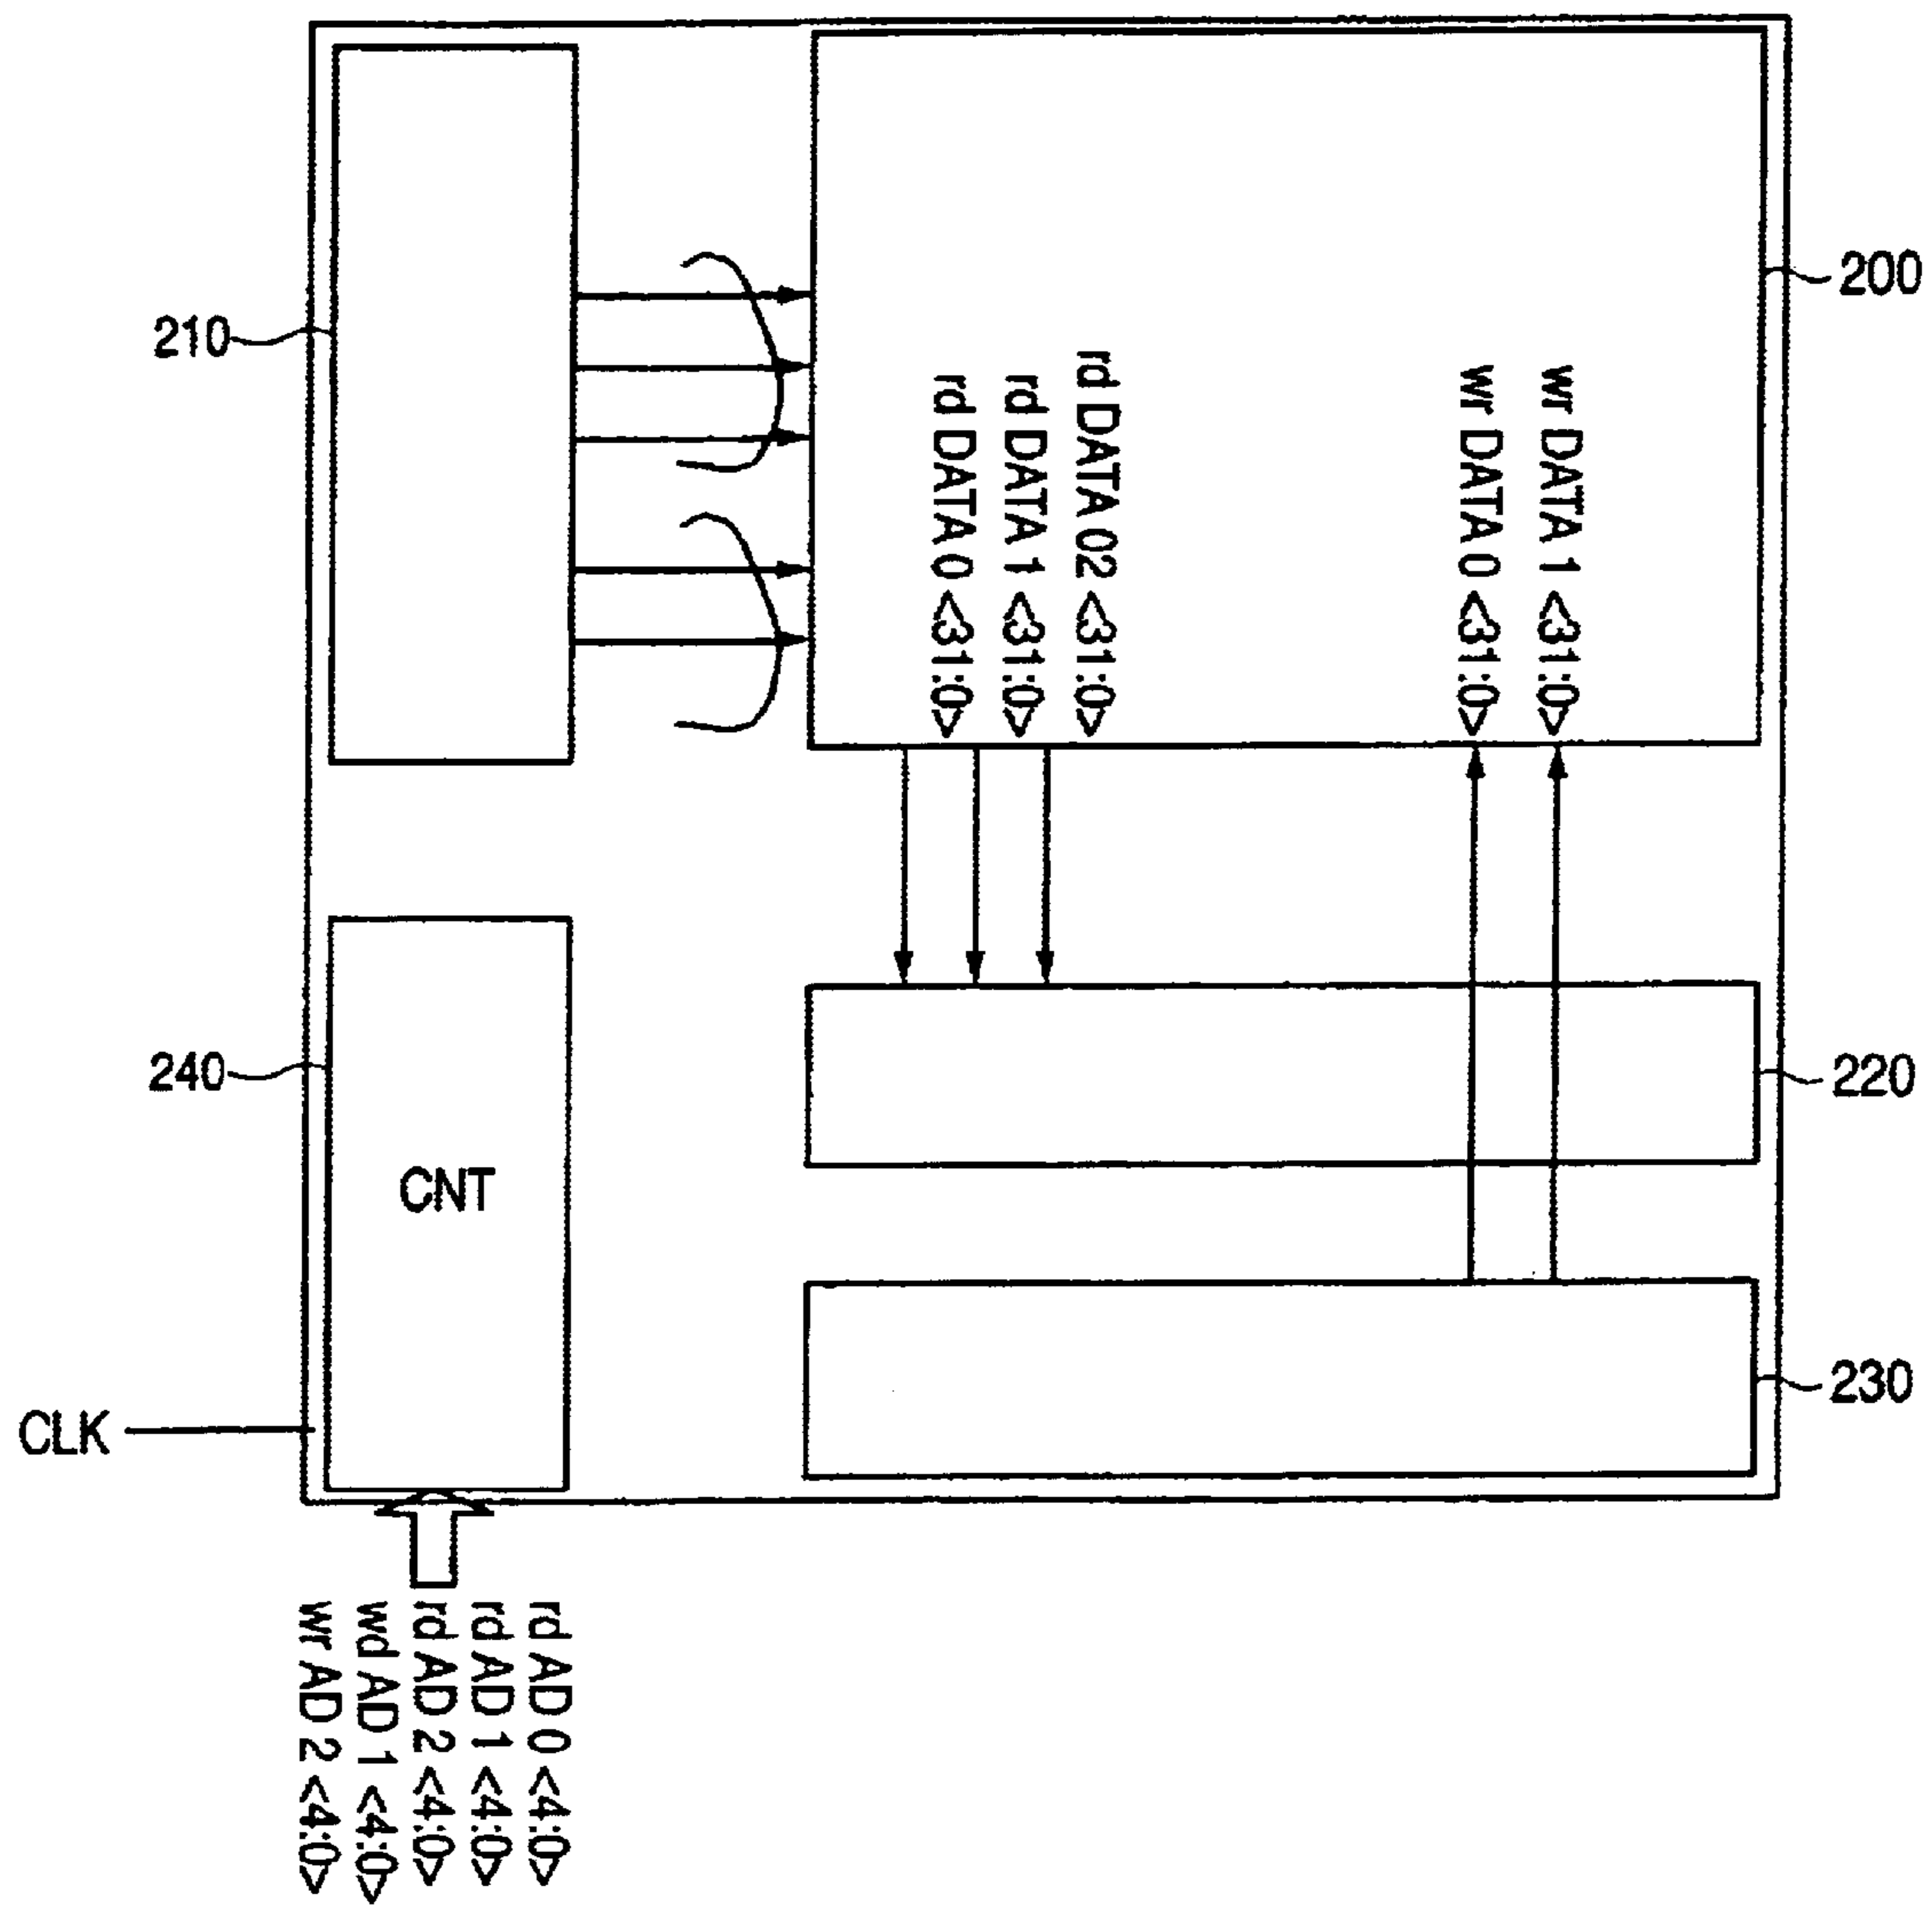 200
210
rd DATA 02 <31:0>
rd DATA 1 <31:0>
rd DATA 0 <31:0>
wr DATA 1 <31:0>
wr DATA 0 <31:0>
240
CNT
220
230
CLK
rd AD 0 <4:0>
rd AD 1 <4:0>
rd AD 2 <4:0>
wd AD 1 <4:0>
wr AD 2 <4:0>